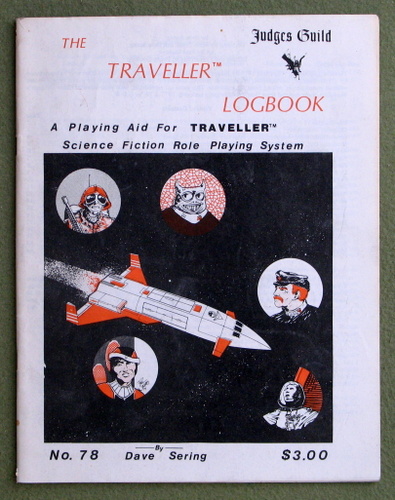 Judges Guild
THE
TRAVELLER™
LOGBOOK
A Playing Aid For TRAVELLER™
Science Fiction Role Playing System
No. 78
By
Dave Sering
$3.00